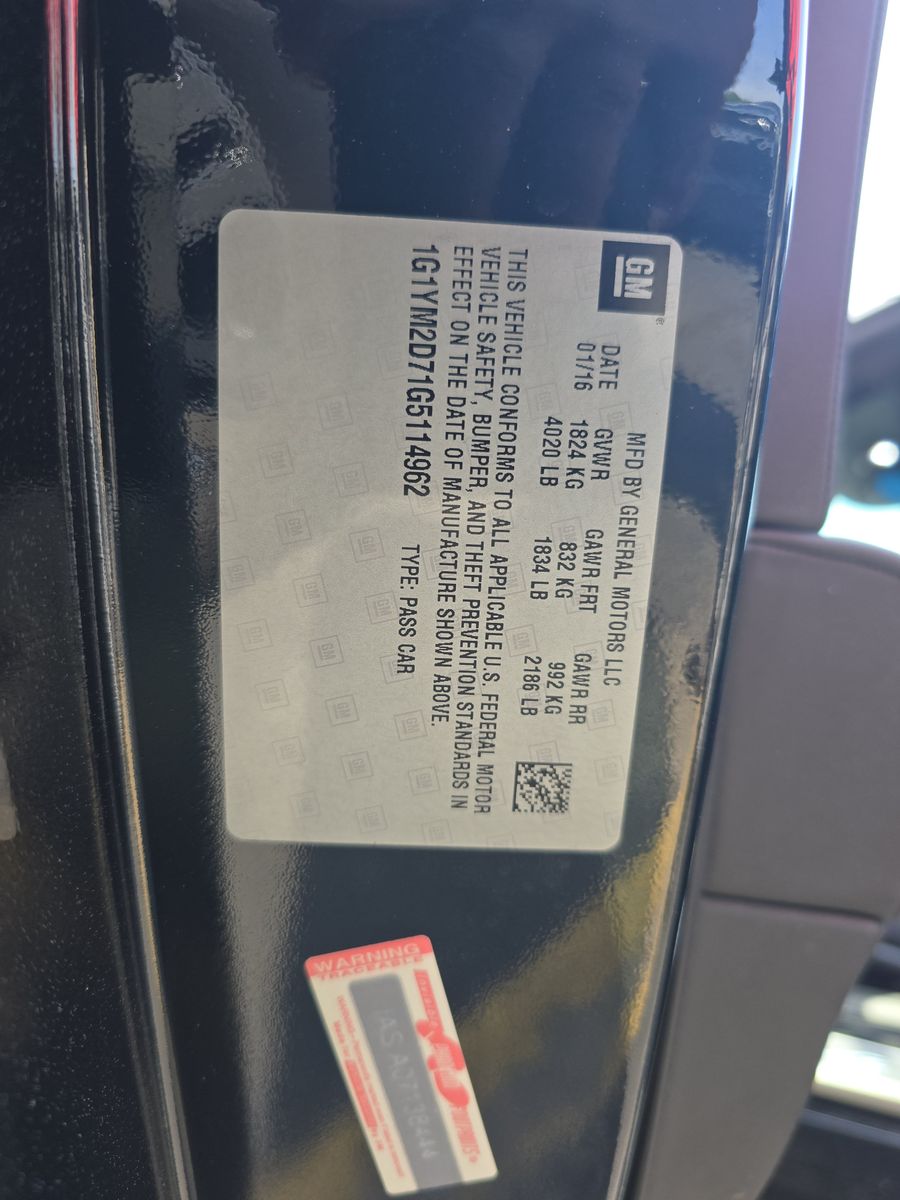 GM
MFD BY GENERAL MOTORS LLC
DATE GVWR GAWR FRT GAWR RR
01/16 1824 KG 832 KG 992 KG
4020 LB 1834 LB 2186 LB
THIS VEHICLE CONFORMS TO ALL APPLICABLE U.S. FEDERAL MOTOR
VEHICLE SAFETY, BUMPER, AND THEFT PREVENTION STANDARDS IN
EFFECT ON THE DATE OF MANUFACTURE SHOWN ABOVE.
1G1YM2D71G5114962 TYPE: PASS CAR
WARNING
TRACEABLE